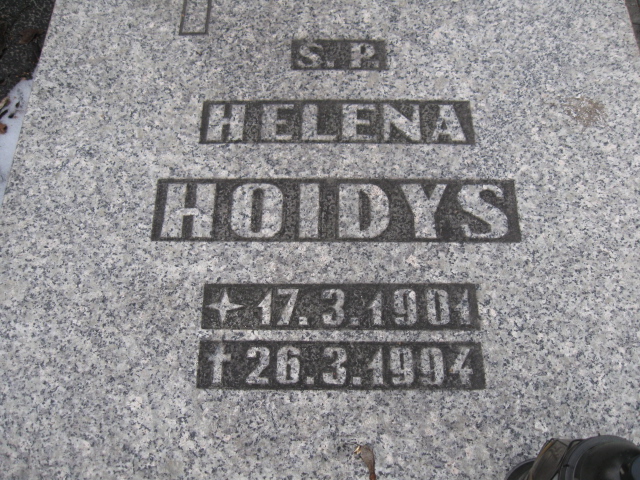 S. P.
HELENA
HOIDYS
17.3.1901
† 26.3.1994